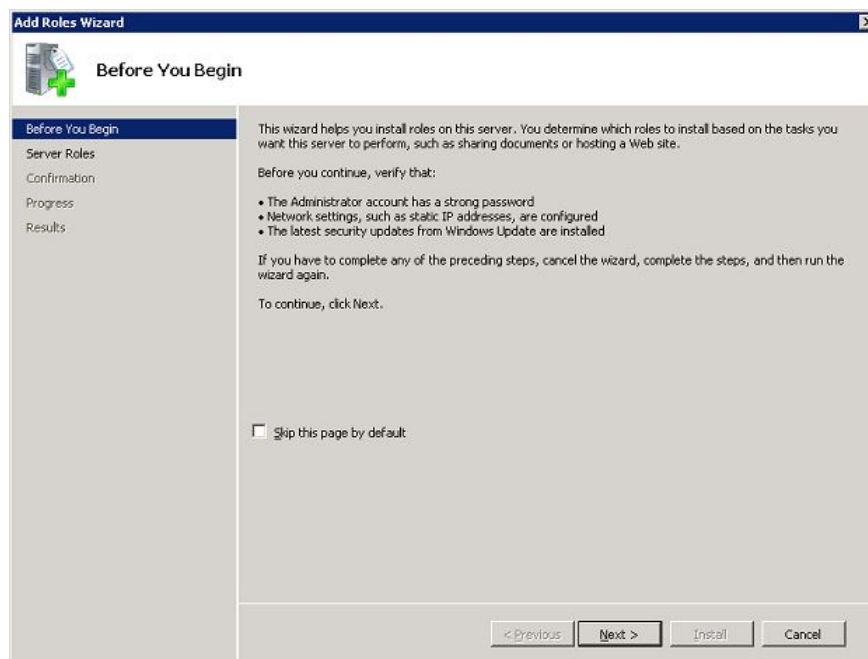 Add Roles Wizard
Before You Begin
Before You Begin
Server Roles
Confirmation
Progress
Results
This wizard helps you install roles on this server. You determine which roles to install based on the tasks you
want this server to perform, such as sharing documents or hosting a Web site.
Before you continue, verify that:
• The Administrator account has a strong password
• Network settings, such as static IP addresses, are configured
• The latest security updates from Windows Update are installed
If you have to complete any of the preceding steps, cancel the wizard, complete the steps, and then run the
wizard again.
To continue, click Next.
Skip this page by default
< Previous
Next >
Install
Cancel